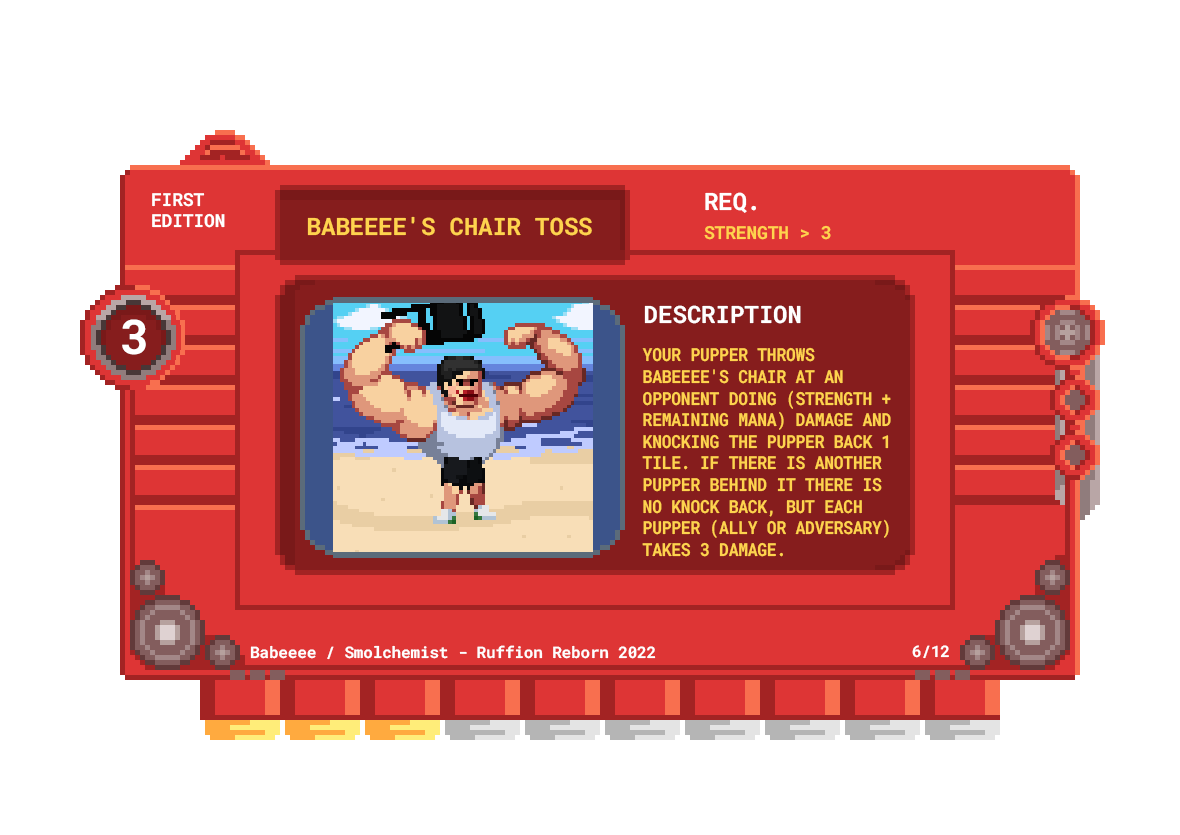 FIRST
EDITION
BABEEEE'S CHAIR TOSS
REQ.
STRENGTH > 3
3
DESCRIPTION
YOUR PUPPER THROWS
BABEEEE'S CHAIR AT AN
OPPONENT DOING (STRENGTH +
REMAINING MANA) DAMAGE AND
KNOCKING THE PUPPER BACK 1
TILE. IF THERE IS ANOTHER
PUPPER BEHIND IT THERE IS
NO KNOCK BACK, BUT EACH
PUPPER (ALLY OR ADVERSARY)
TAKES 3 DAMAGE.
Babeeee / Smolchemist - Ruffion Reborn 2022
6/12